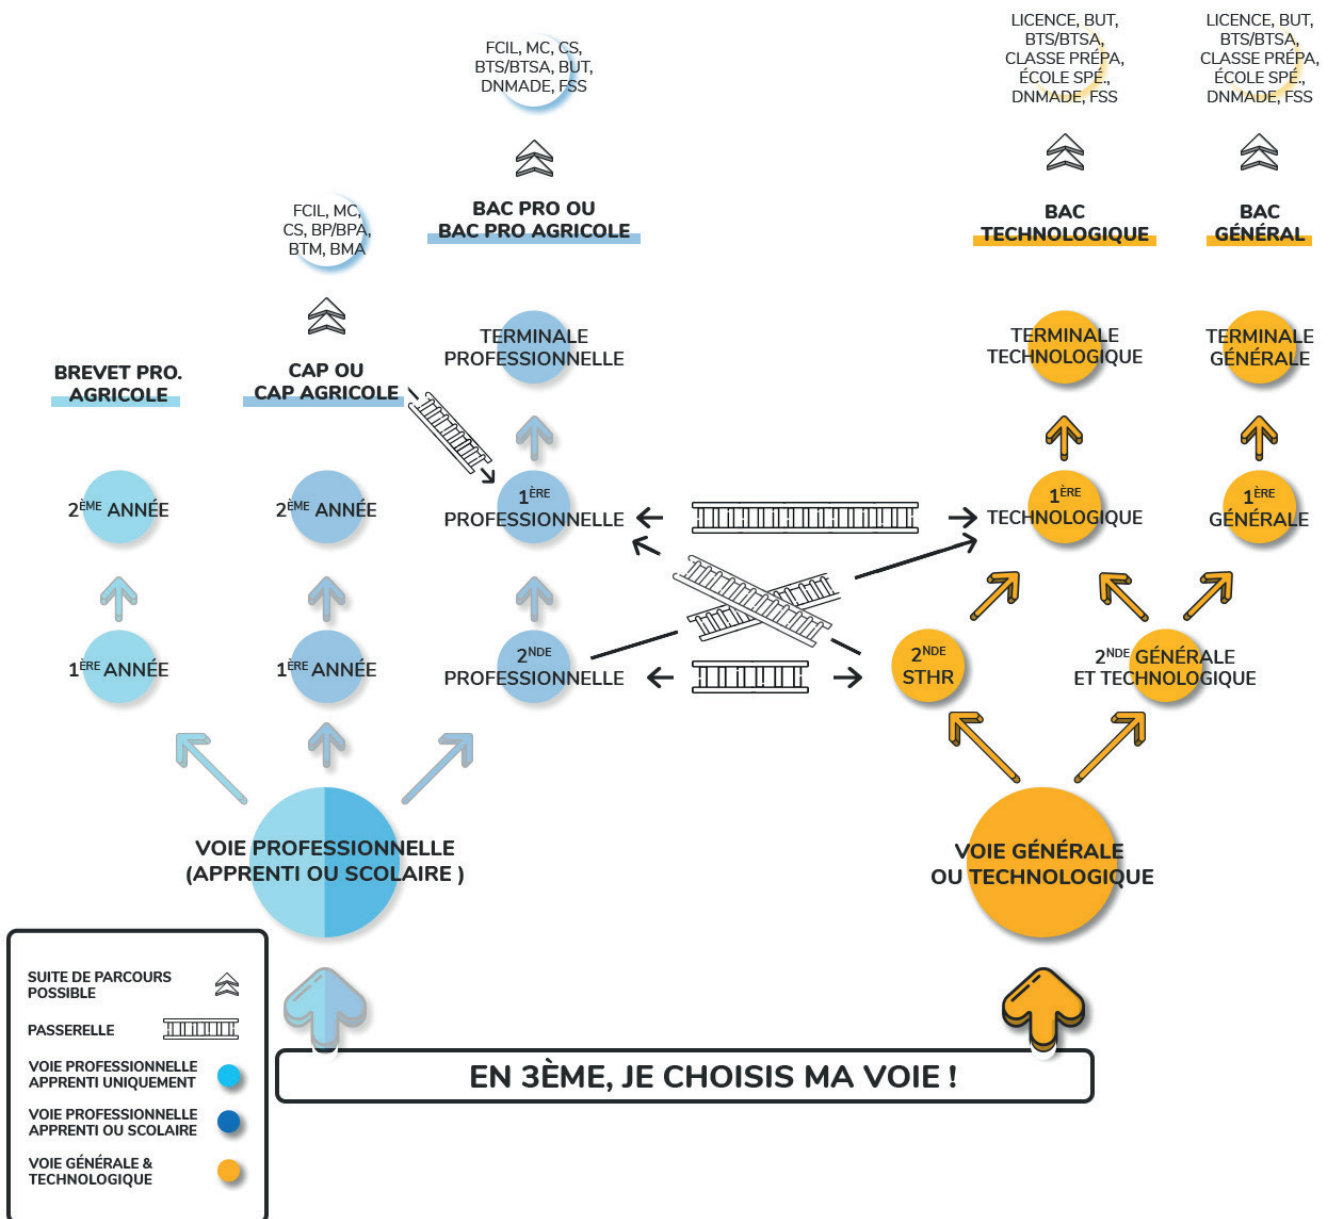 LICENCE, BUT,
BTS/BTSA,
CLASSE PRÉPA,
ÉCOLE SPÉ.,
DNMADE, FSS
LICENCE, BUT,
BTS/BTSA,
CLASSE PRÉPA,
ÉCOLE SPÉ.,
DNMADE, FSS
FCIL, MC, CS,
BTS/BTSA, BUT,
DNMADE, FSS
FCIL, MC,
CS, BP/BPA,
BTM, BMA
BAC PRO OU
BAC PRO AGRICOLE
BAC
TECHNOLOGIQUE
BAC
GÉNÉRAL
TERMINALE
PROFESSIONNELLE
TERMINALE
TECHNOLOGIQUE
TERMINALE
GÉNÉRALE
BREVET PRO.
AGRICOLE
CAP OU
CAP AGRICOLE
2ÈME ANNÉE
2ÈME ANNÉE
1ÈRE
PROFESSIONNELLE
1ÈRE
TECHNOLOGIQUE
1ÈRE
GÉNÉRALE
1ÈRE ANNÉE
1ÈRE ANNÉE
2NDE
PROFESSIONNELLE
2NDE
STHR
2NDE GÉNÉRALE
ET TECHNOLOGIQUE
VOIE PROFESSIONNELLE
(APPRENTI OU SCOLAIRE )
VOIE GÉNÉRALE
OU TECHNOLOGIQUE
EN 3ÈME, JE CHOISIS MA VOIE !
SUITE DE PARCOURS
POSSIBLE
PASSERELLE
VOIE PROFESSIONNELLE
APPRENTI UNIQUEMENT
VOIE PROFESSIONNELLE
APPRENTI OU SCOLAIRE
VOIE GÉNÉRALE &
TECHNOLOGIQUE